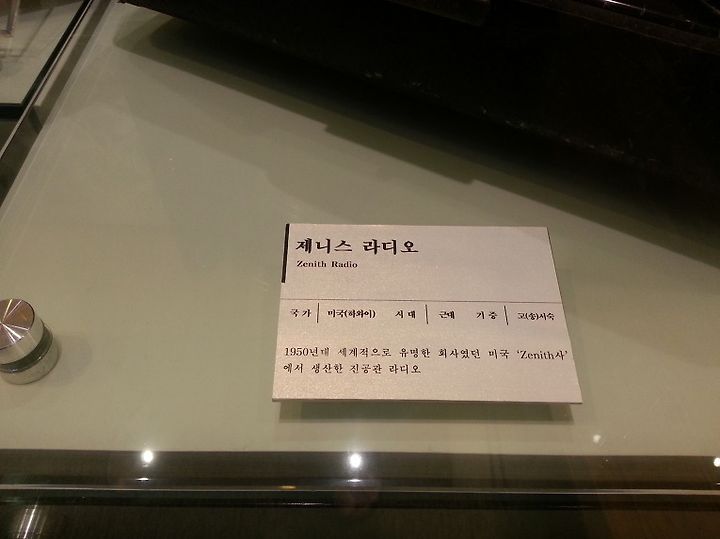 제니스 라디오
Zenith Radio
국 가 미국(하와이) 시 대 근대 기 증 고(송)서숙
1950년대 세계적으로 유명한 회사였던 미국 'Zenith사'
에서 생산한 진공관 라디오